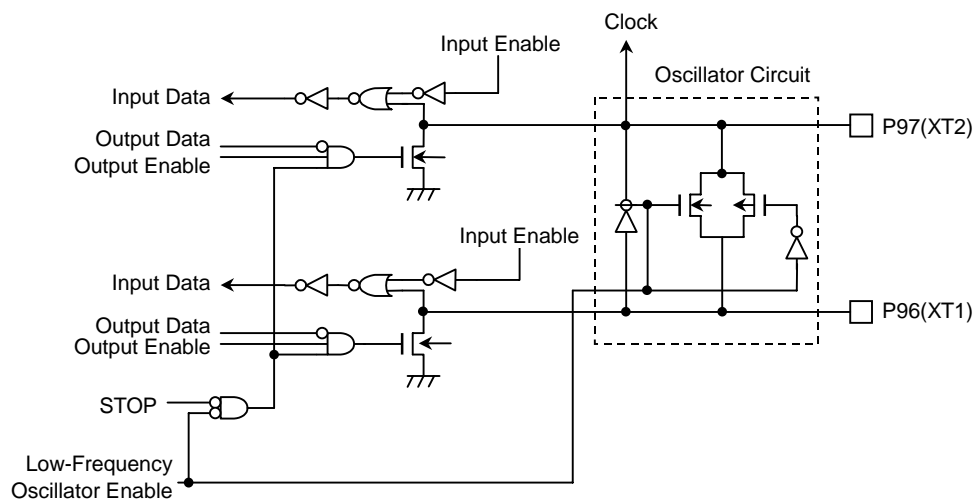 Clock
Input Enable
Oscillator Circuit
Input Data
P97(XT2)
Output Data
Output Enable
Input Enable
Input Data
P96(XT1)
Output Data
Output Enable
STOP
Low-Frequency
Oscillator Enable